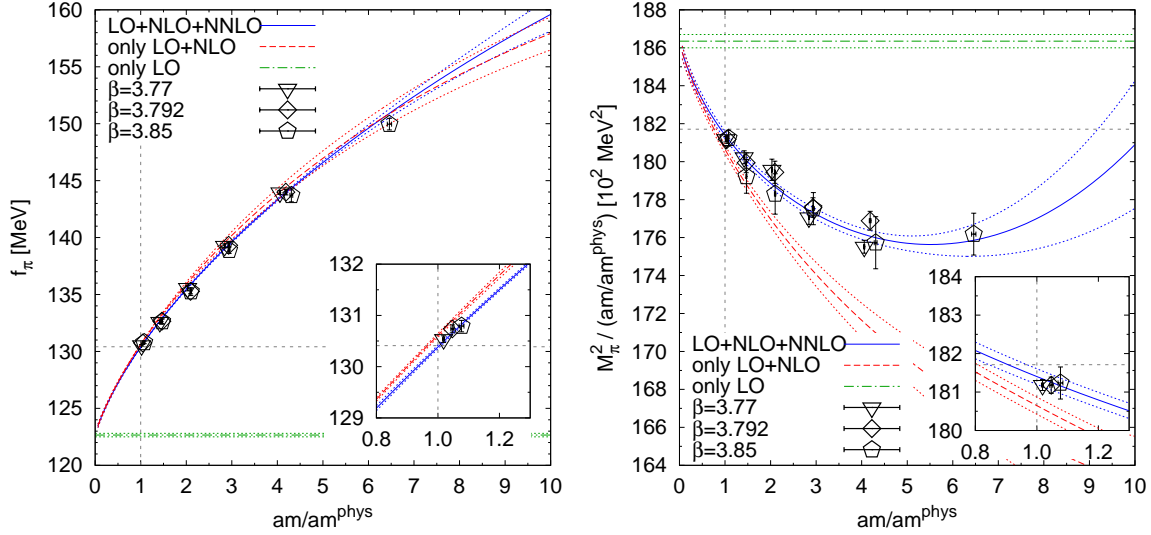 160
155
150
145
140
135
130
125
120
f_π [MeV]
LO+NLO+NNLO
only LO+NLO
only LO
β=3.77
β=3.792
β=3.85
132
131
130
129
0.8 1.0 1.2
0 1 2 3 4 5 6 7 8 9 10
am/am^phys
188
186
184
182
180
178
176
174
172
170
168
166
164
M_π^2 / (am/am^phys) [10^2 MeV^2]
LO+NLO+NNLO
only LO+NLO
only LO
β=3.77
β=3.792
β=3.85
184
183
182
181
180
0.8 1.0 1.2
0 1 2 3 4 5 6 7 8 9 10
am/am^phys